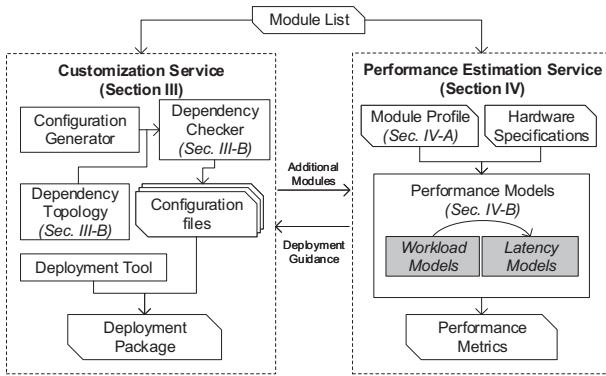 Module List
Customization Service
(Section III)
Configuration
Generator
Dependency
Checker
(Sec. III-B)
Dependency
Topology
(Sec. III-B)
Configuration
files
Deployment Tool
Deployment
Package
Additional
Modules
Deployment
Guidance
Performance Estimation Service
(Section IV)
Module Profile
(Sec. IV-A)
Hardware
Specifications
Performance Models
(Sec. IV-B)
Workload
Models
Latency
Models
Performance
Metrics